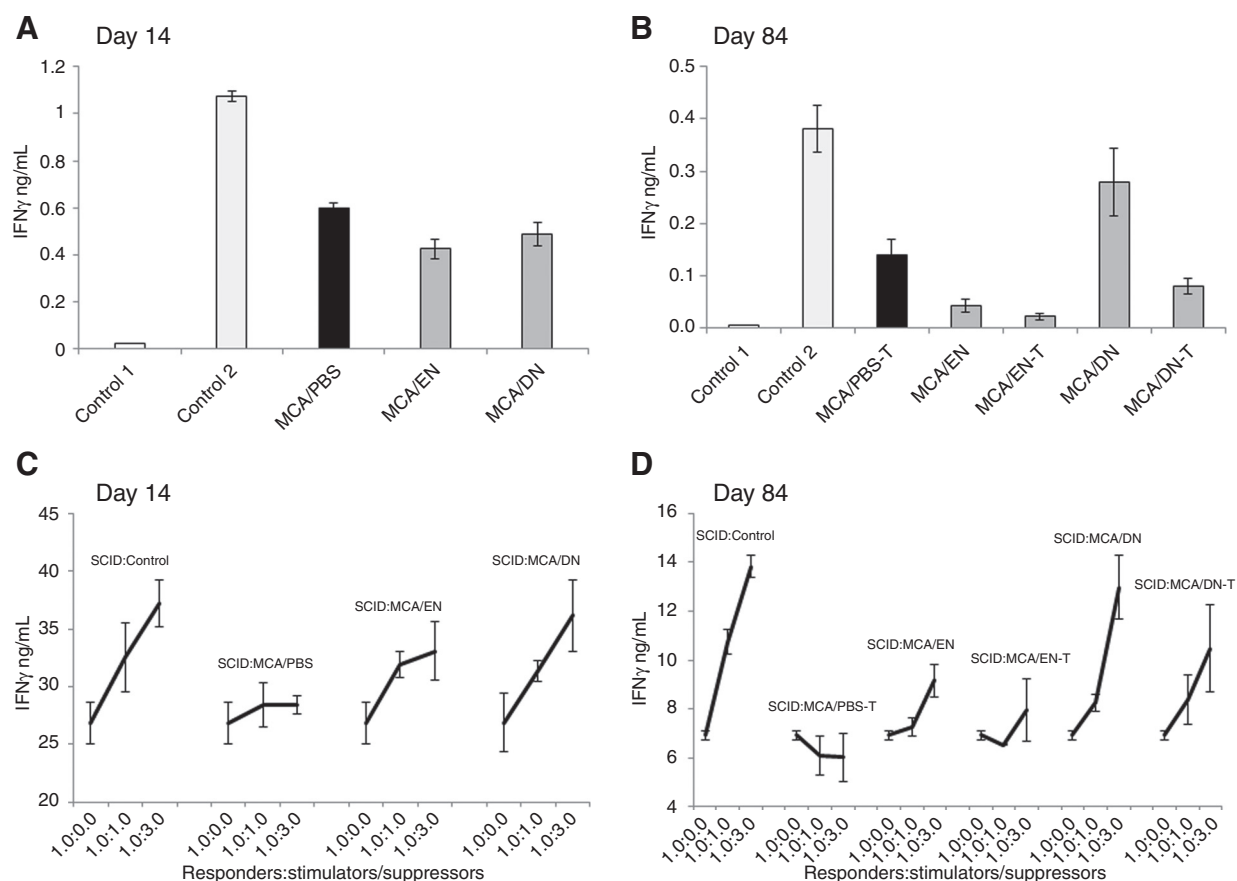 A
Day 14
IFNγ ng/mL
1.2
1
0.8
0.6
0.4
0.2
0
Control 1
Control 2
MCA/PBS
MCA/EN
MCA/DN
B
Day 84
IFNγ ng/mL
0.5
0.4
0.3
0.2
0.1
0.0
Control 1
Control 2
MCA/PBS-T
MCA/EN
MCA/EN-T
MCA/DN
MCA/DN-T
C
Day 14
IFNγ ng/mL
45
40
35
30
25
20
SCID:Control
SCID:MCA/PBS
SCID:MCA/EN
SCID:MCA/DN
1.0:0.0
1.0:1.0
1.0:3.0
1.0:0.0
1.0:1.0
1.0:3.0
1.0:0.0
1.0:1.0
1.0:3.0
1.0:0.0
1.0:1.0
1.0:3.0
Responders:stimulators/suppressors
D
Day 84
IFNγ ng/mL
16
14
12
10
8
6
4
SCID:Control
SCID:MCA/PBS-T
SCID:MCA/EN
SCID:MCA/EN-T
SCID:MCA/DN
SCID:MCA/DN-T
1.0:0.0
1.0:1.0
1.0:3.0
1.0:0.0
1.0:1.0
1.0:3.0
1.0:0.0
1.0:1.0
1.0:3.0
1.0:0.0
1.0:1.0
1.0:3.0
1.0:0.0
1.0:1.0
1.0:3.0
1.0:0.0
1.0:1.0
1.0:3.0
Responders:stimulators/suppressors